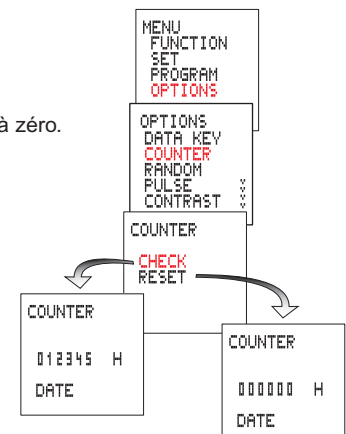 MENU
FUNCTION
SET
PROGRAM
OPTIONS
à zéro.
OPTIONS
DATA KEY
COUNTER
RANDOM
PULSE
CONTRAST
COUNTER
CHECK
RESET
COUNTER
012345 H
DATE
COUNTER
000000 H
DATE